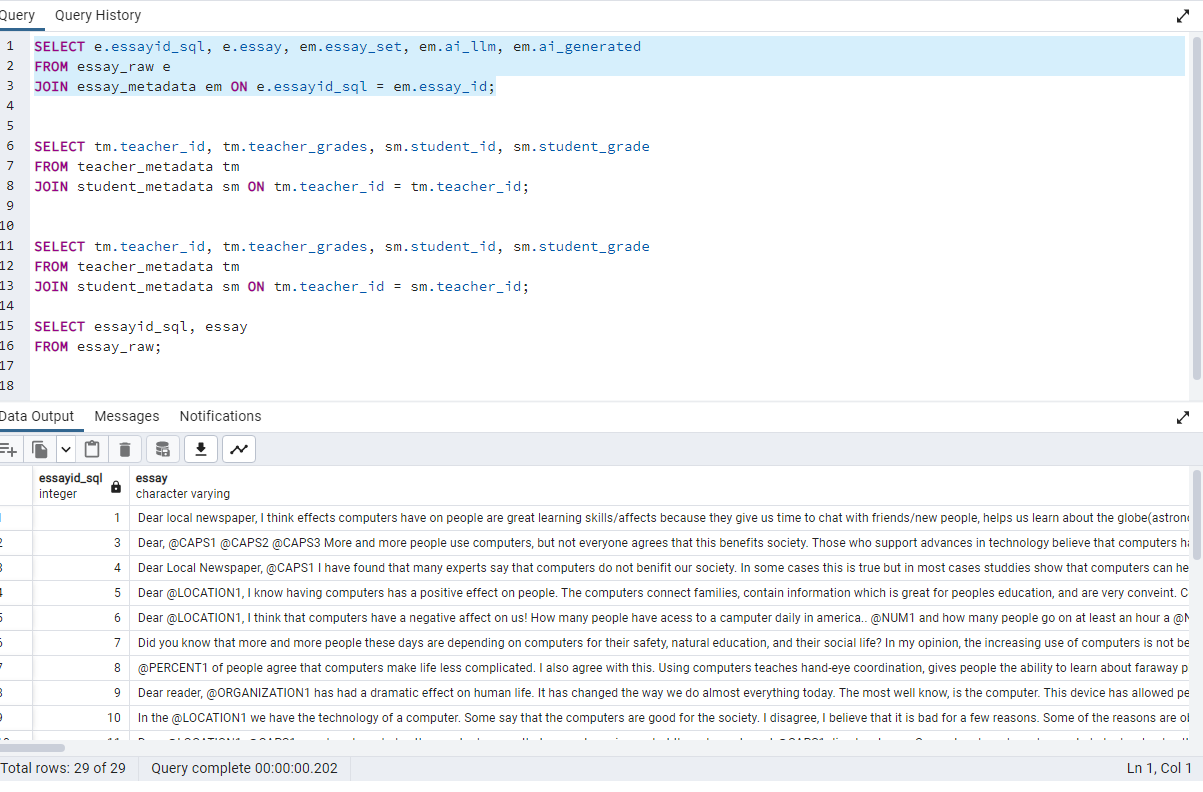 Query Query History
1 SELECT e.essayid_sql, e.essay, em.essay_set, em.ai_llm, em.ai_generated
2 FROM essay_raw e
3 JOIN essay_metadata em ON e.essayid_sql = em.essay_id;
4
5
6 SELECT tm.teacher_id, tm.teacher_grades, sm.student_id, sm.student_grade
7 FROM teacher_metadata tm
8 JOIN student_metadata sm ON tm.teacher_id = tm.teacher_id;
9
10
11 SELECT tm.teacher_id, tm.teacher_grades, sm.student_id, sm.student_grade
12 FROM teacher_metadata tm
13 JOIN student_metadata sm ON tm.teacher_id = sm.teacher_id;
14
15 SELECT essayid_sql, essay
16 FROM essay_raw;
17
18
Data Output Messages Notifications
essayid_sql essay
integer character varying
1 Dear local newspaper, I think effects computers have on people are great learning skills/affects because they give us time to chat with friends/new people, helps us learn about the globe(astrono
2 3 Dear, @CAPS1 @CAPS2 @CAPS3 More and more people use computers, but not everyone agrees that this benefits society. Those who support advances in technology believe that computers ha
3 4 Dear Local Newspaper, @CAPS1 I have found that many experts say that computers do not benifit our society. In some cases this is true but in most cases studdies show that computers can he
4 5 Dear @LOCATION1, I know having computers has a positive effect on people. The computers connect families, contain information which is great for peoples education, and are very conveint. C
5 6 Dear @LOCATION1, I think that computers have a negative affect on us! How many people have acess to a camputer daily in america.. @NUM1 and how many people go on at least an hour a @N
6 7 Did you know that more and more people these days are depending on computers for their safety, natural education, and their social life? In my opinion, the increasing use of computers is not be
7 8 @PERCENT1 of people agree that computers make life less complicated. I also agree with this. Using computers teaches hand-eye coordination, gives people the ability to learn about faraway p
8 9 Dear reader, @ORGANIZATION1 has had a dramatic effect on human life. It has changed the way we do almost everything today. The most well know, is the computer. This device has allowed pe
9 10 In the @LOCATION1 we have the technology of a computer. Some say that the computers are good for the society. I disagree, I believe that it is bad for a few reasons. Some of the reasons are ob
Total rows: 29 of 29 Query complete 00:00:00.202 Ln 1, Col 1